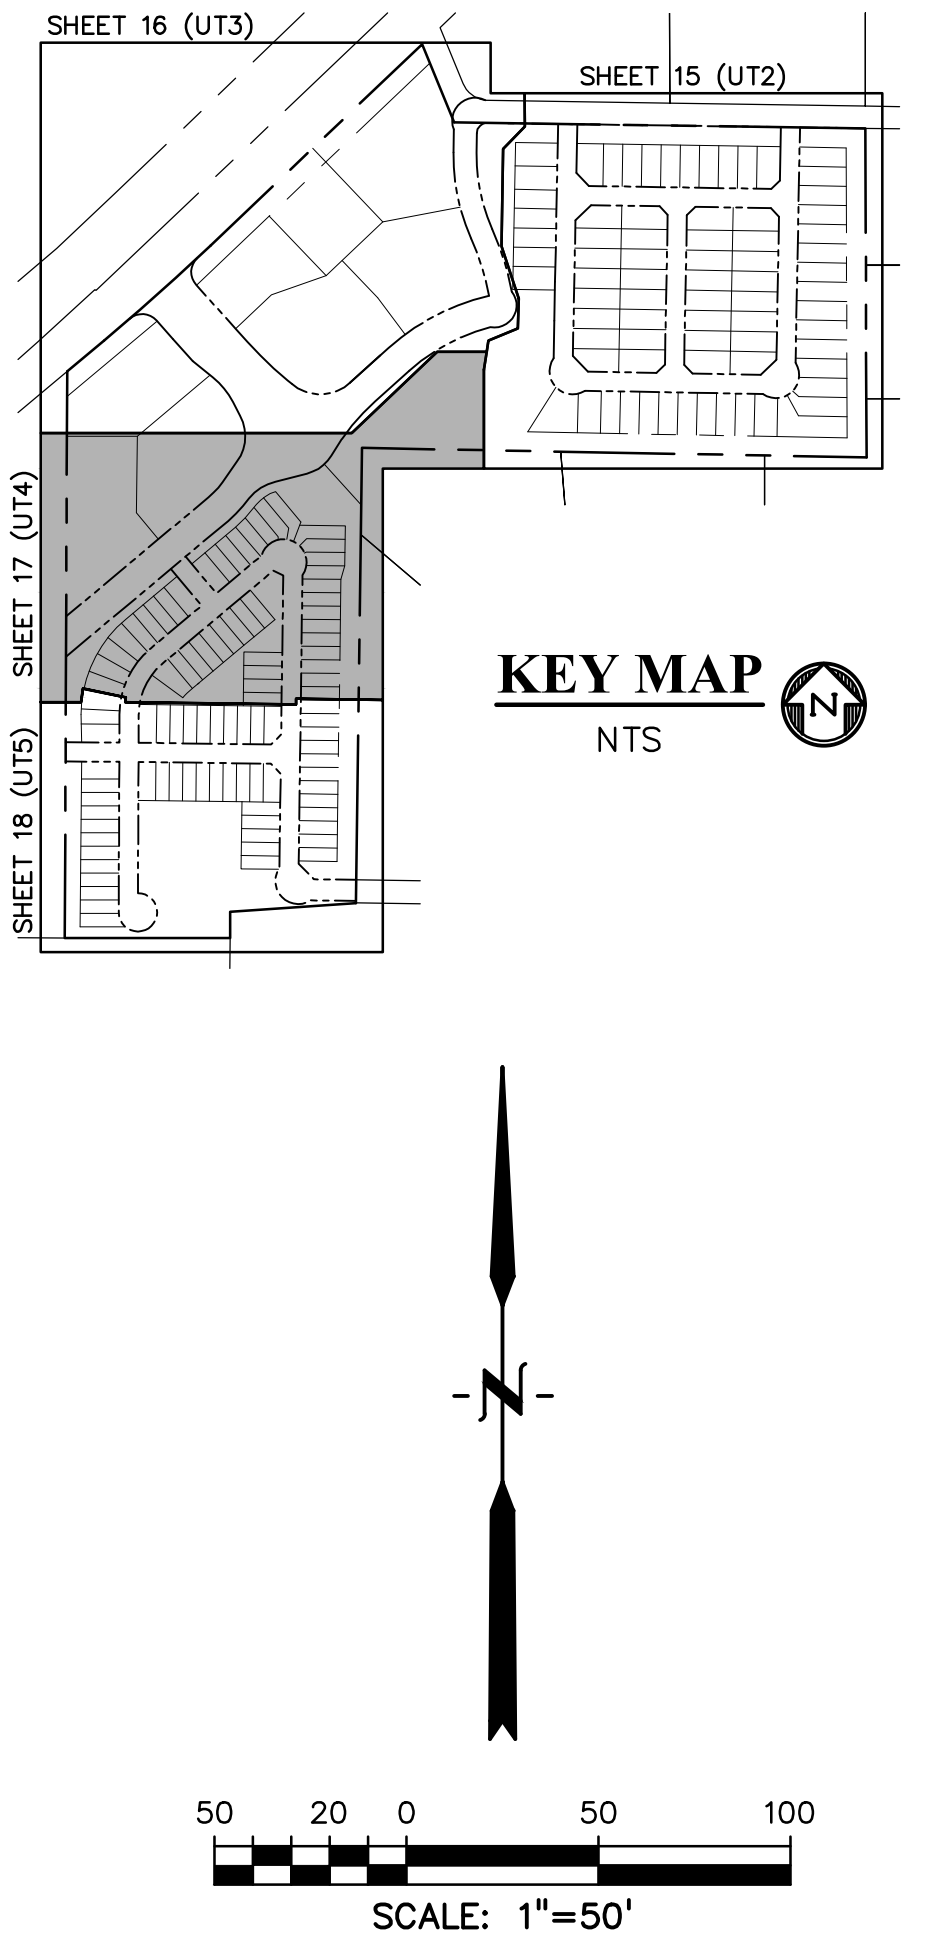 SHEET 16 (UT3)
SHEET 15 (UT2)
SHEET 17 (UT4)
SHEET 18 (UT5)
KEY MAP
N
NTS
N
50 20 0 50 100
SCALE: 1"=50'